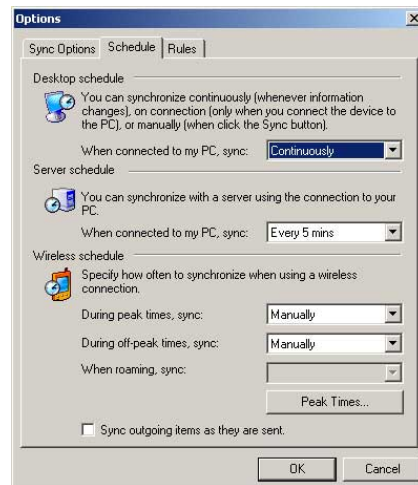 Options
Sync Options Schedule Rules
Desktop schedule
You can synchronize continuously (whenever information
changes), on connection (only when you connect the device to
the PC), or manually (when click the Sync button).
When connected to my PC, sync: Continuously
Server schedule
You can synchronize with a server using the connection to your
PC.
When connected to my PC, sync: Every 5 mins
Wireless schedule
Specify how often to synchronize when using a wireless
connection.
During peak times, sync: Manually
During off-peak times, sync: Manually
When roaming, sync:
Peak Times...
Sync outgoing items as they are sent.
OK Cancel